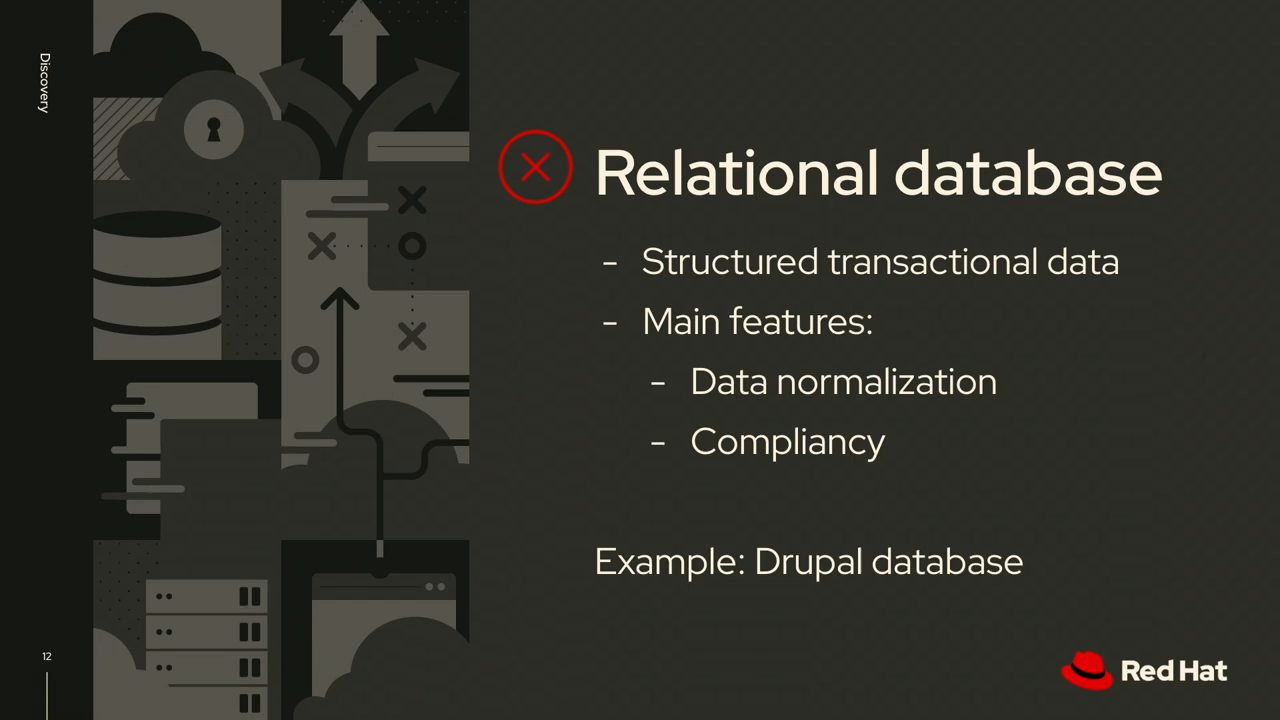 Discovery
Relational database
- Structured transactional data
- Main features:
- Data normalization
- Compliancy
Example: Drupal database
12
Red Hat